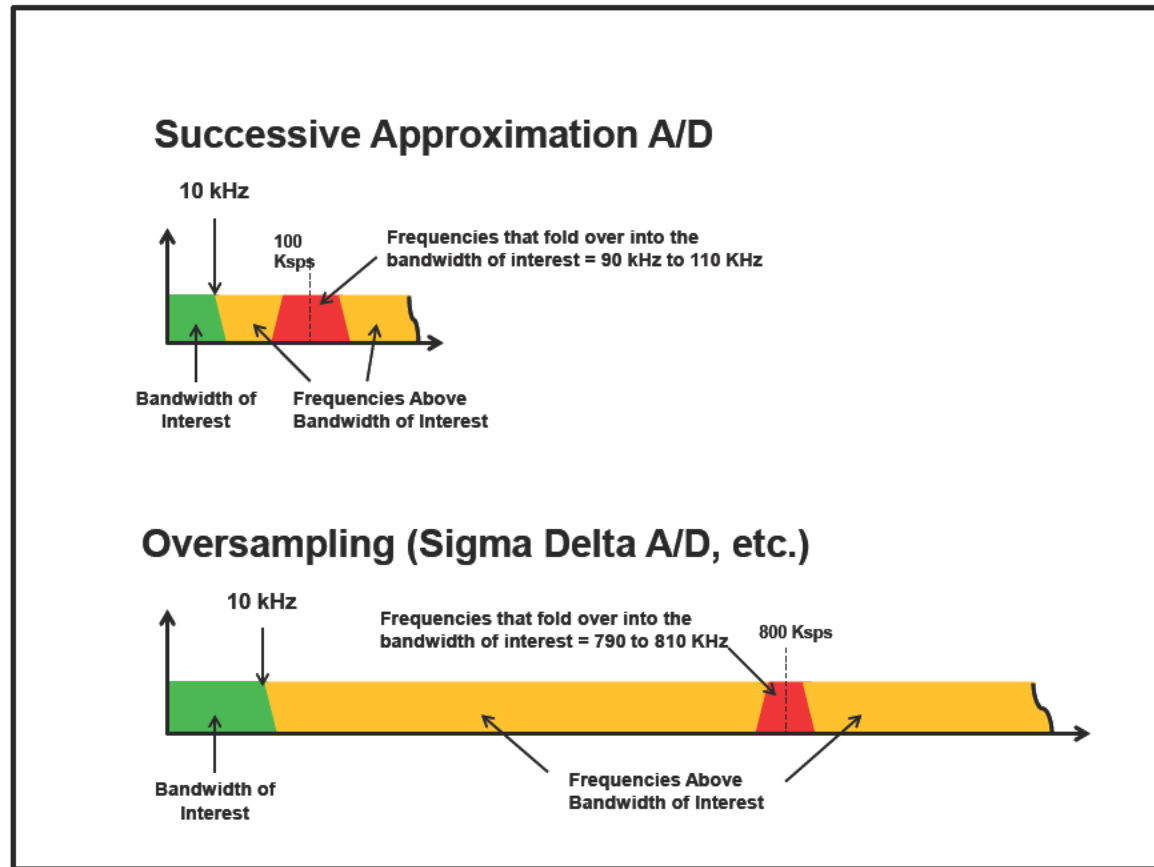 Successive Approximation A/D
10 kHz
100
Ksps
Frequencies that fold over into the
bandwidth of interest = 90 kHz to 110 KHz
Bandwidth of
Interest
Frequencies Above
Bandwidth of Interest
Oversampling (Sigma Delta A/D, etc.)
10 kHz
Frequencies that fold over into the
bandwidth of interest = 790 to 810 KHz
800 Ksps
Bandwidth of
Interest
Frequencies Above
Bandwidth of Interest